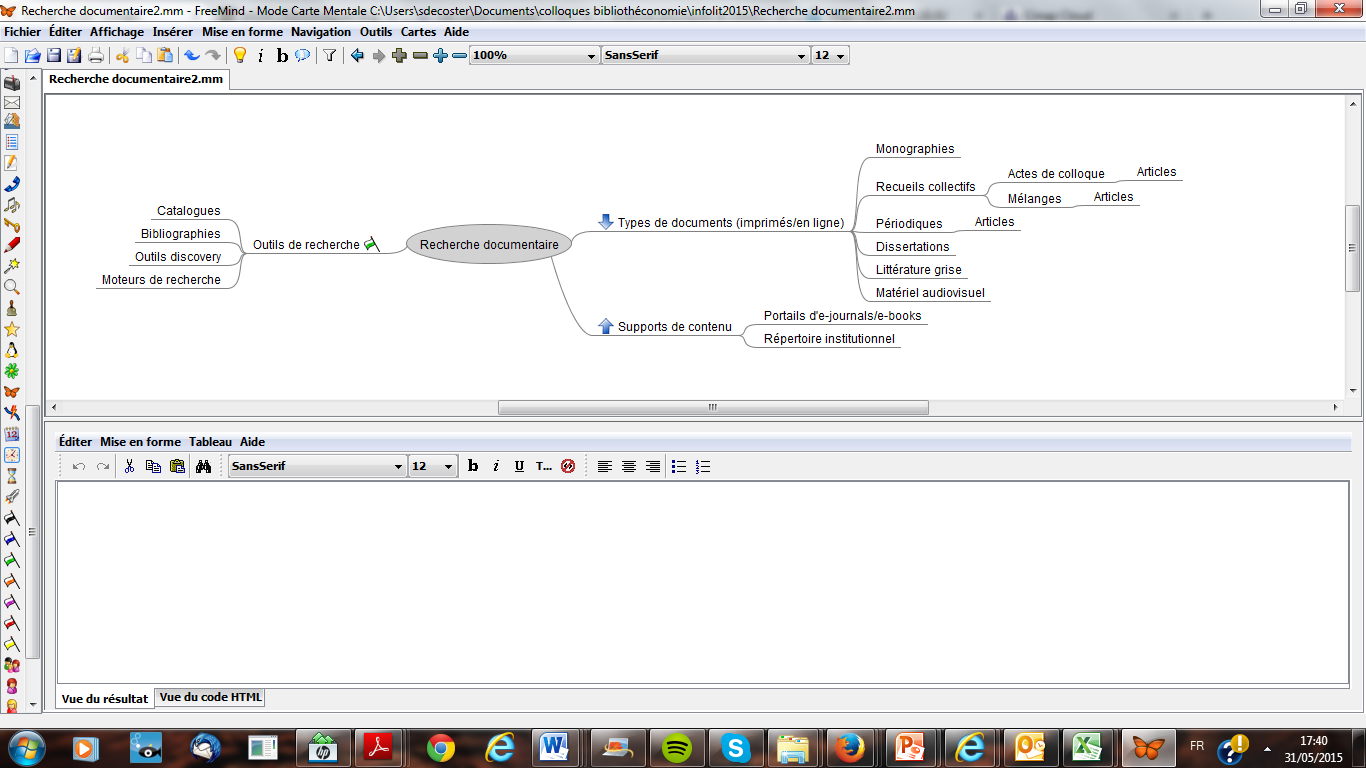 Recherche documentaire2.mm - FreeMind - Mode Carte Mentale C:\Users\sdecoster\Documents\colloques bibliothéconomie\infolit2015\Recherche documentaire2.mm
Fichier Éditer Affichage Insérer Mise en forme Navigation Outils Cartes Aide
100% SansSerif 12
Recherche documentaire2.mm
Catalogues
Bibliographies
Outils discovery
Moteurs de recherche
Outils de recherche
Recherche documentaire
Types de documents (imprimés/en ligne)
Monographies
Recueils collectifs
Actes de colloque
Articles
Mélanges
Articles
Périodiques
Articles
Dissertations
Littérature grise
Matériel audiovisuel
Supports de contenu
Portails d'e-journals/e-books
Répertoire institutionnel
Éditer Mise en forme Tableau Aide
SansSerif 12 b i U T...
Vue du résultat Vue du code HTML
FR
17:40
31/05/2015